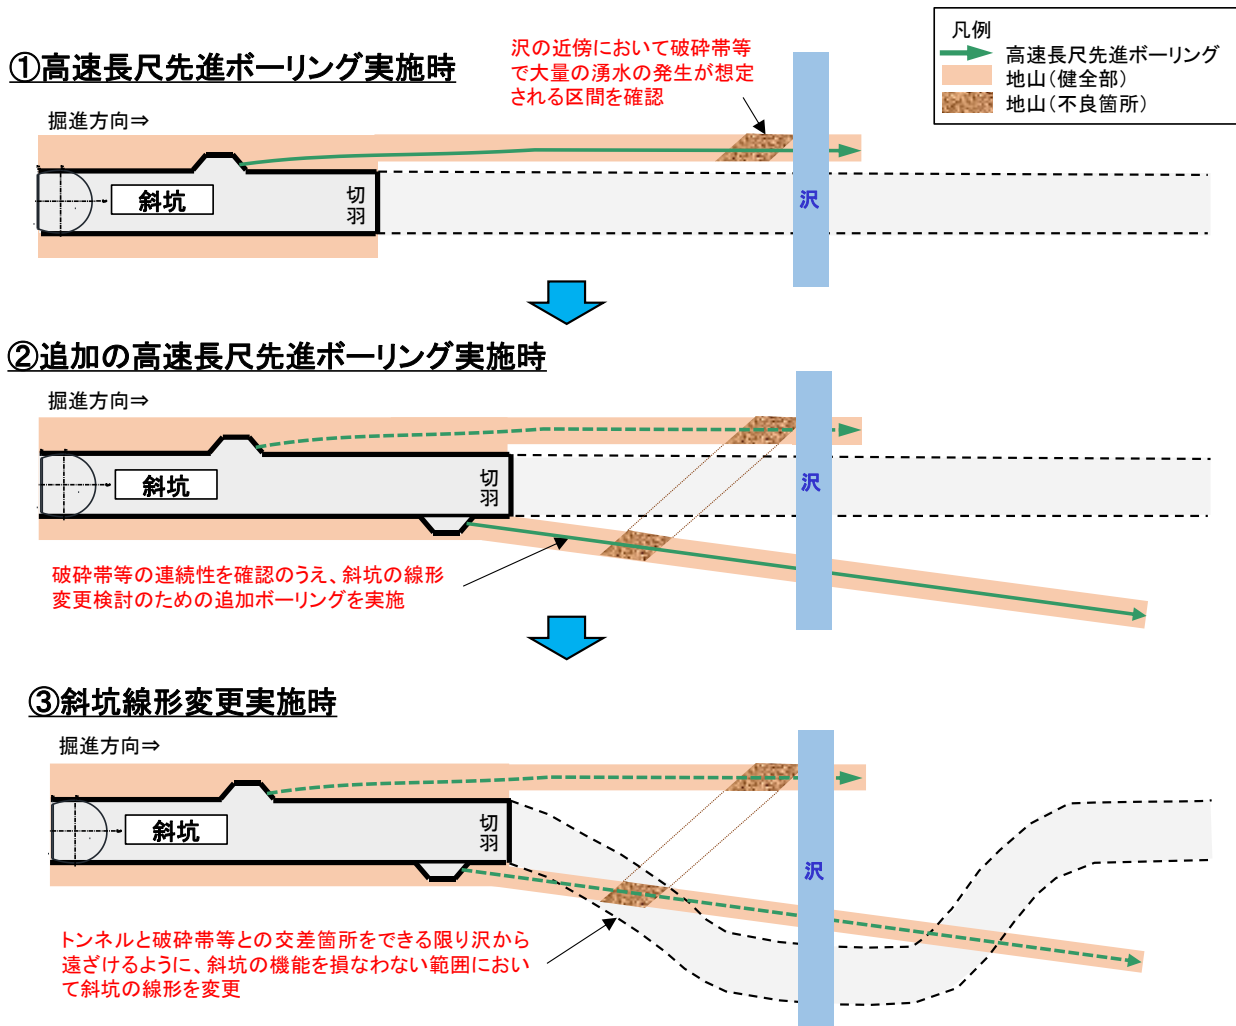 凡例
高速長尺先進ボーリング
地山(健全部)
地山(不良箇所)
①高速長尺先進ボーリング実施時
沢の近傍において破砕帯等
で大量の湧水の発生が想定
される区間を確認
掘進方向⇒
斜坑
切羽
沢
②追加の高速長尺先進ボーリング実施時
掘進方向⇒
斜坑
切羽
沢
破砕帯等の連続性を確認のうえ、斜坑の線形
変更検討のための追加ボーリングを実施
③斜坑線形変更実施時
掘進方向⇒
斜坑
切羽
沢
トンネルと破砕帯等との交差箇所をできる限り沢から
遠ざけるように、斜坑の機能を損なわない範囲におい
て斜坑の線形を変更